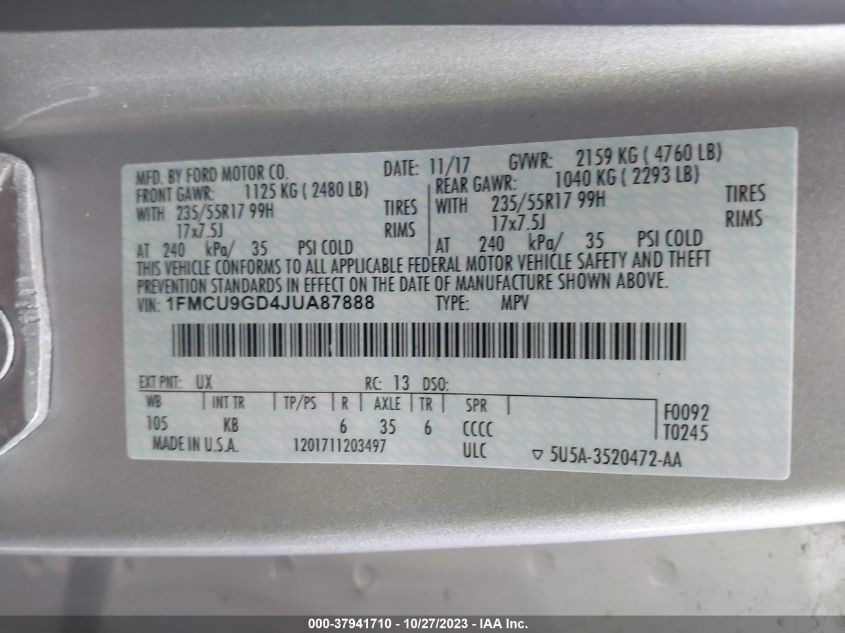 MFD. BY FORD MOTOR CO. DATE: 11/17 GVWR: 2159 KG ( 4760 LB)
FRONT GAWR: 1125 KG ( 2480 LB) REAR GAWR: 1040 KG ( 2293 LB)
WITH 235/55R17 99H TIRES WITH 235/55R17 99H TIRES
17x7.5J RIMS 17x7.5J RIMS
AT 240 kPa/ 35 PSI COLD AT 240 kPa/ 35 PSI COLD
THIS VEHICLE CONFORMS TO ALL APPLICABLE FEDERAL MOTOR VEHICLE SAFETY AND THEFT
PREVENTION STANDARDS IN EFFECT ON THE DATE OF MANUFACTURE SHOWN ABOVE.
VIN: 1FMCU9GD4JUA87888 TYPE: MPV
EXT PNT: UX RC: 13 DSO:
WB INT TR TP/PS R AXLE TR SPR F0092
105 KB 6 35 6 CCCC T0245
MADE IN U.S.A. 1201711203497 ULC ▽ 5U5A-3520472-AA
000-37941710 - 10/27/2023 - IAA Inc.